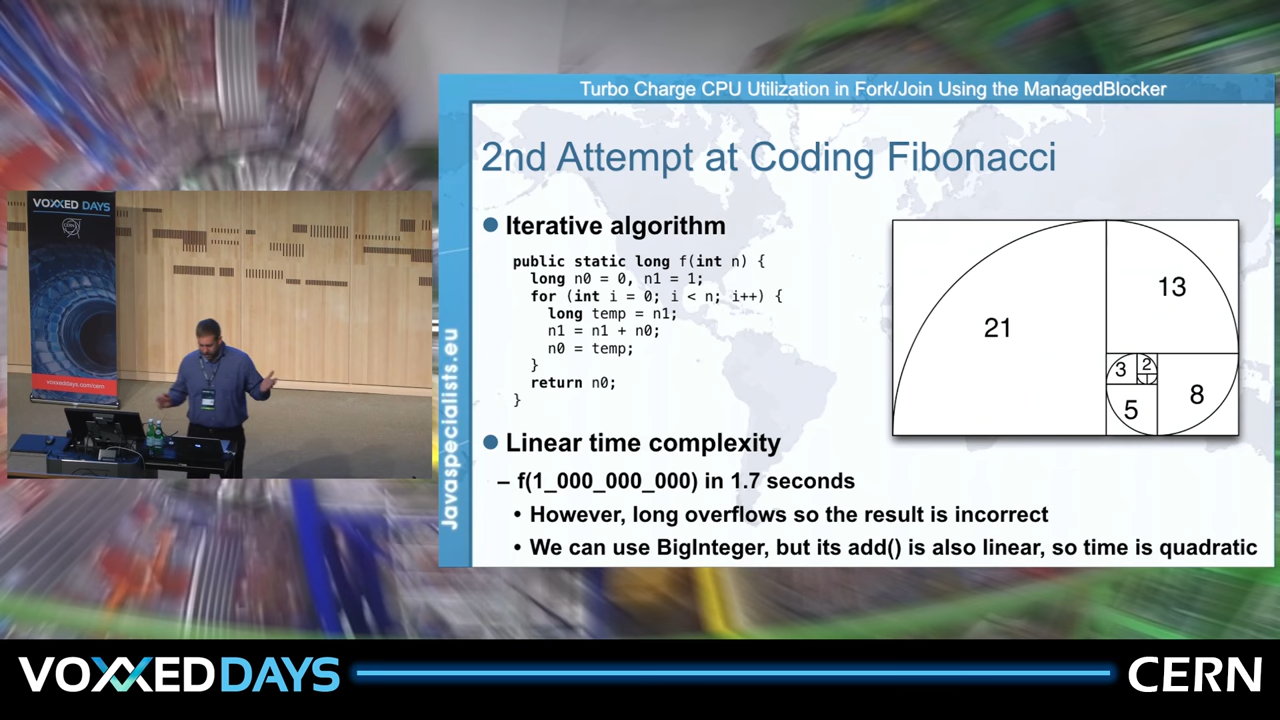 Turbo Charge CPU Utilization in Fork/Join Using the ManagedBlocker
2nd Attempt at Coding Fibonacci
Iterative algorithm
public static long f(int n) {
long n0 = 0, n1 = 1;
for (int i = 0; i < n; i++) {
long temp = n1;
n1 = n1 + n0;
n0 = temp;
}
return n0;
}
21
13
3
2
8
5
Linear time complexity
– f(1_000_000_000) in 1.7 seconds
• However, long overflows so the result is incorrect
• We can use BigInteger, but its add() is also linear, so time is quadratic
Javaspecialists.eu
VOXXED DAYS
voxxeddays.com/cern
VOXXED DAYS
CERN